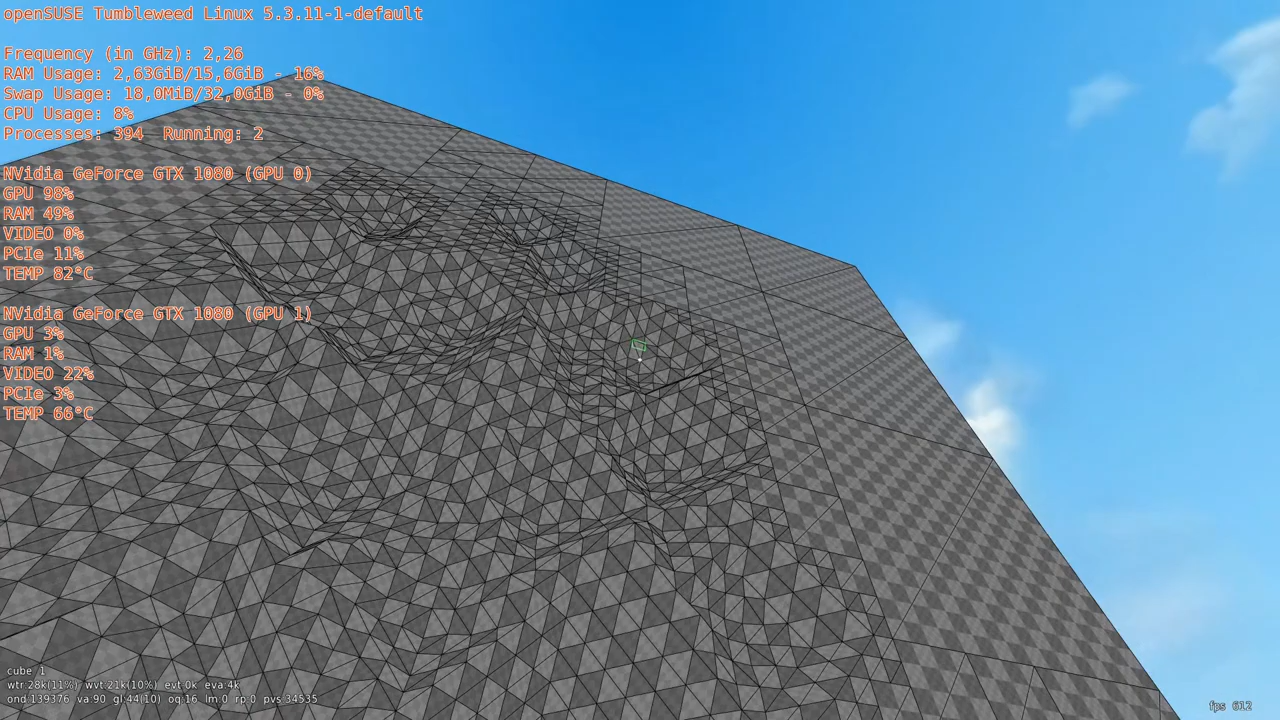 openSUSE Tumbleweed Linux 5.3.11-1-default
Frequency (in GHz): 2,26
RAM Usage: 2,63GiB/15,6GiB - 16%
Swap Usage: 18,0MiB/32,0GiB - 0%
CPU Usage: 8%
Processes: 394 Running: 2
NVidia GeForce GTX 1080 (GPU 0)
GPU 98%
RAM 49%
VIDEO 0%
PCIe 11%
TEMP 82°C
NVidia GeForce GTX 1080 (GPU 1)
GPU 3%
RAM 1%
VIDEO 22%
PCIe 3%
TEMP 66°C
cube 1
wtr:28k(11%) wvt:21k(10%) evt:0k eva:4k
ond:139376 va:90 gl:44(10) oq:16 lm:0 rp:0 pvs:34535
fps 612